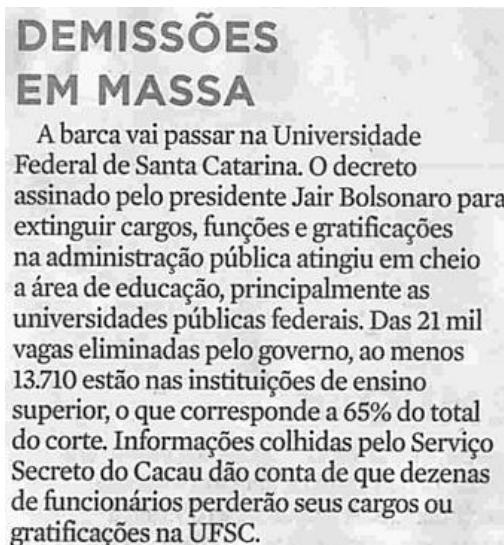 DEMISSÕES
EM MASSA
A barca vai passar na Universidade
Federal de Santa Catarina. O decreto
assinado pelo presidente Jair Bolsonaro para
extinguir cargos, funções e gratificações
na administração pública atingiu em cheio
a área de educação, principalmente as
universidades públicas federais. Das 21 mil
vagas eliminadas pelo governo, ao menos
13.710 estão nas instituições de ensino
superior, o que corresponde a 65% do total
do corte. Informações colhidas pelo Serviço
Secreto do Cacau dão conta de que dezenas
de funcionários perderão seus cargos ou
gratificações na UFSC.